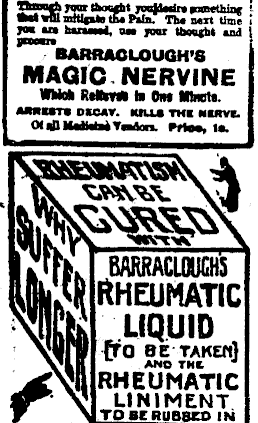 Through your thought you desire something
that will mitigate the Pain. The next time
you are harassed, use your thought and
procure
BARRACLOUGH'S
MAGIC NERVINE
Which Relieves in One Minute.
ARRESTS DECAY. KILLS THE NERVE.
Of all Medicine Vendors. Price, 1s.
RHEUMATISM
CAN BE
CURED
WITH
WHY
SUFFER
LONGER
BARRACLOUGH'S
RHEUMATIC
LIQUID
[TO BE TAKEN]
AND THE
RHEUMATIC
LINIMENT
TO BE RUBBED IN